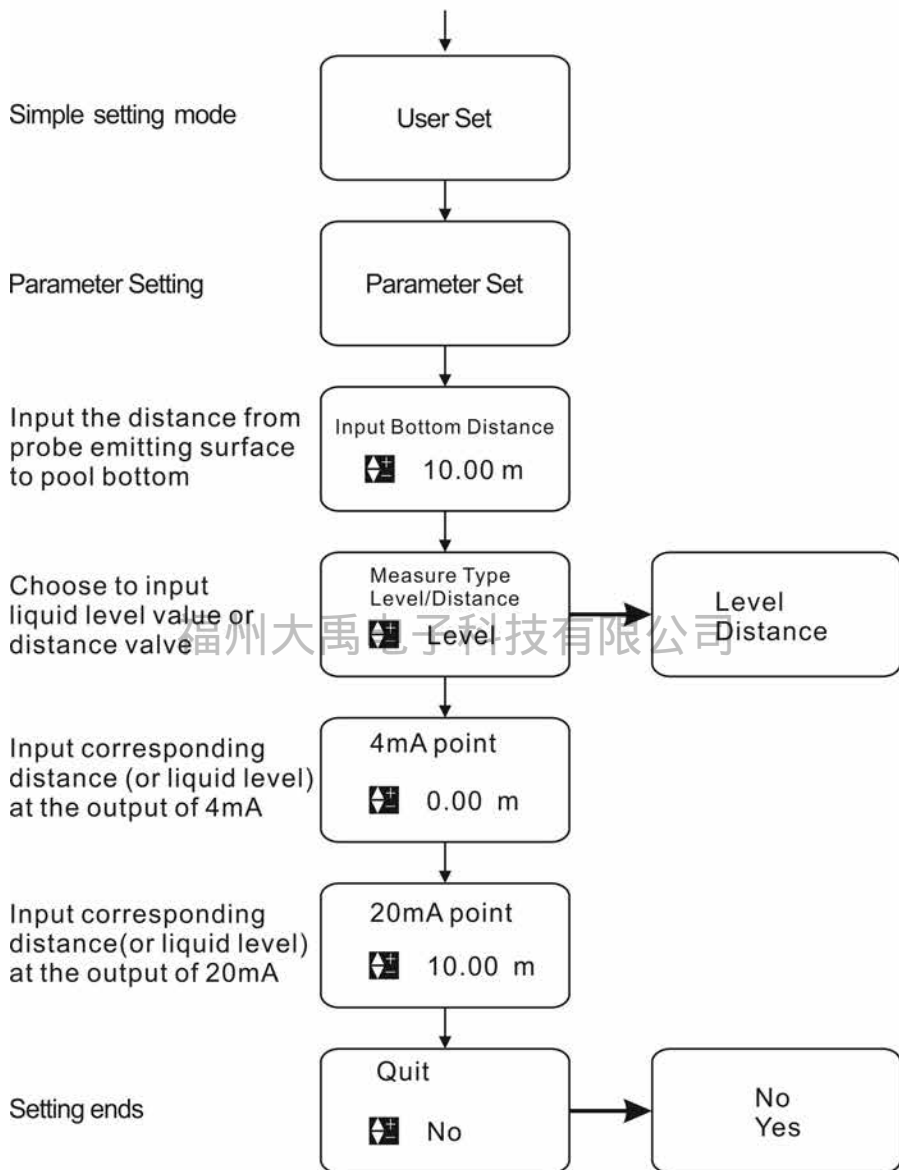 Simple setting mode
User Set
Parameter Setting
Parameter Set
Input the distance from
probe emitting surface
to pool bottom
Input Bottom Distance
10.00 m
Choose to input
liquid level value or
distance valve
Measure Type
Level/Distance
Level
Level
Distance
福州大禹电子科技有限公司
Input corresponding
distance (or liquid level)
at the output of 4mA
4mA point
0.00 m
Input corresponding
distance(or liquid level)
at the output of 20mA
20mA point
10.00 m
Setting ends
Quit
No
No
Yes